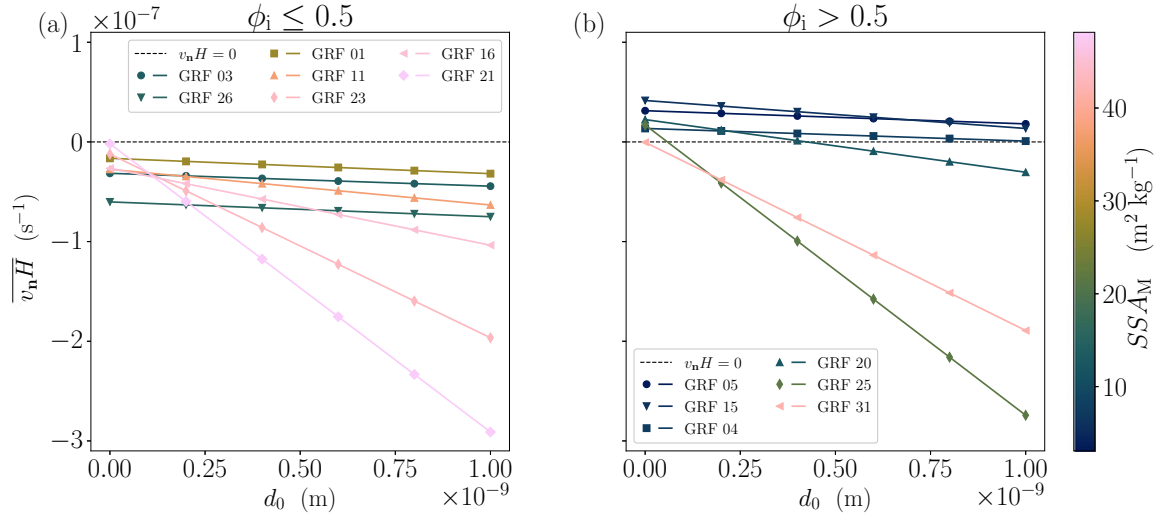 (a) ×10⁻⁷ ϕᵢ ≤ 0.5
1
0
−1
−2
−3
v̅ₙH̅ (s⁻¹)
vₙH = 0
GRF 03
GRF 26
GRF 01
GRF 11
GRF 23
GRF 16
GRF 21
0.00 0.25 0.50 0.75 1.00
d₀ (m) ×10⁻⁹
(b) ϕᵢ > 0.5
vₙH = 0
GRF 05
GRF 15
GRF 04
GRF 20
GRF 25
GRF 31
0.00 0.25 0.50 0.75 1.00
d₀ (m) ×10⁻⁹
40
30
20
10
SSA_M (m² kg⁻¹)